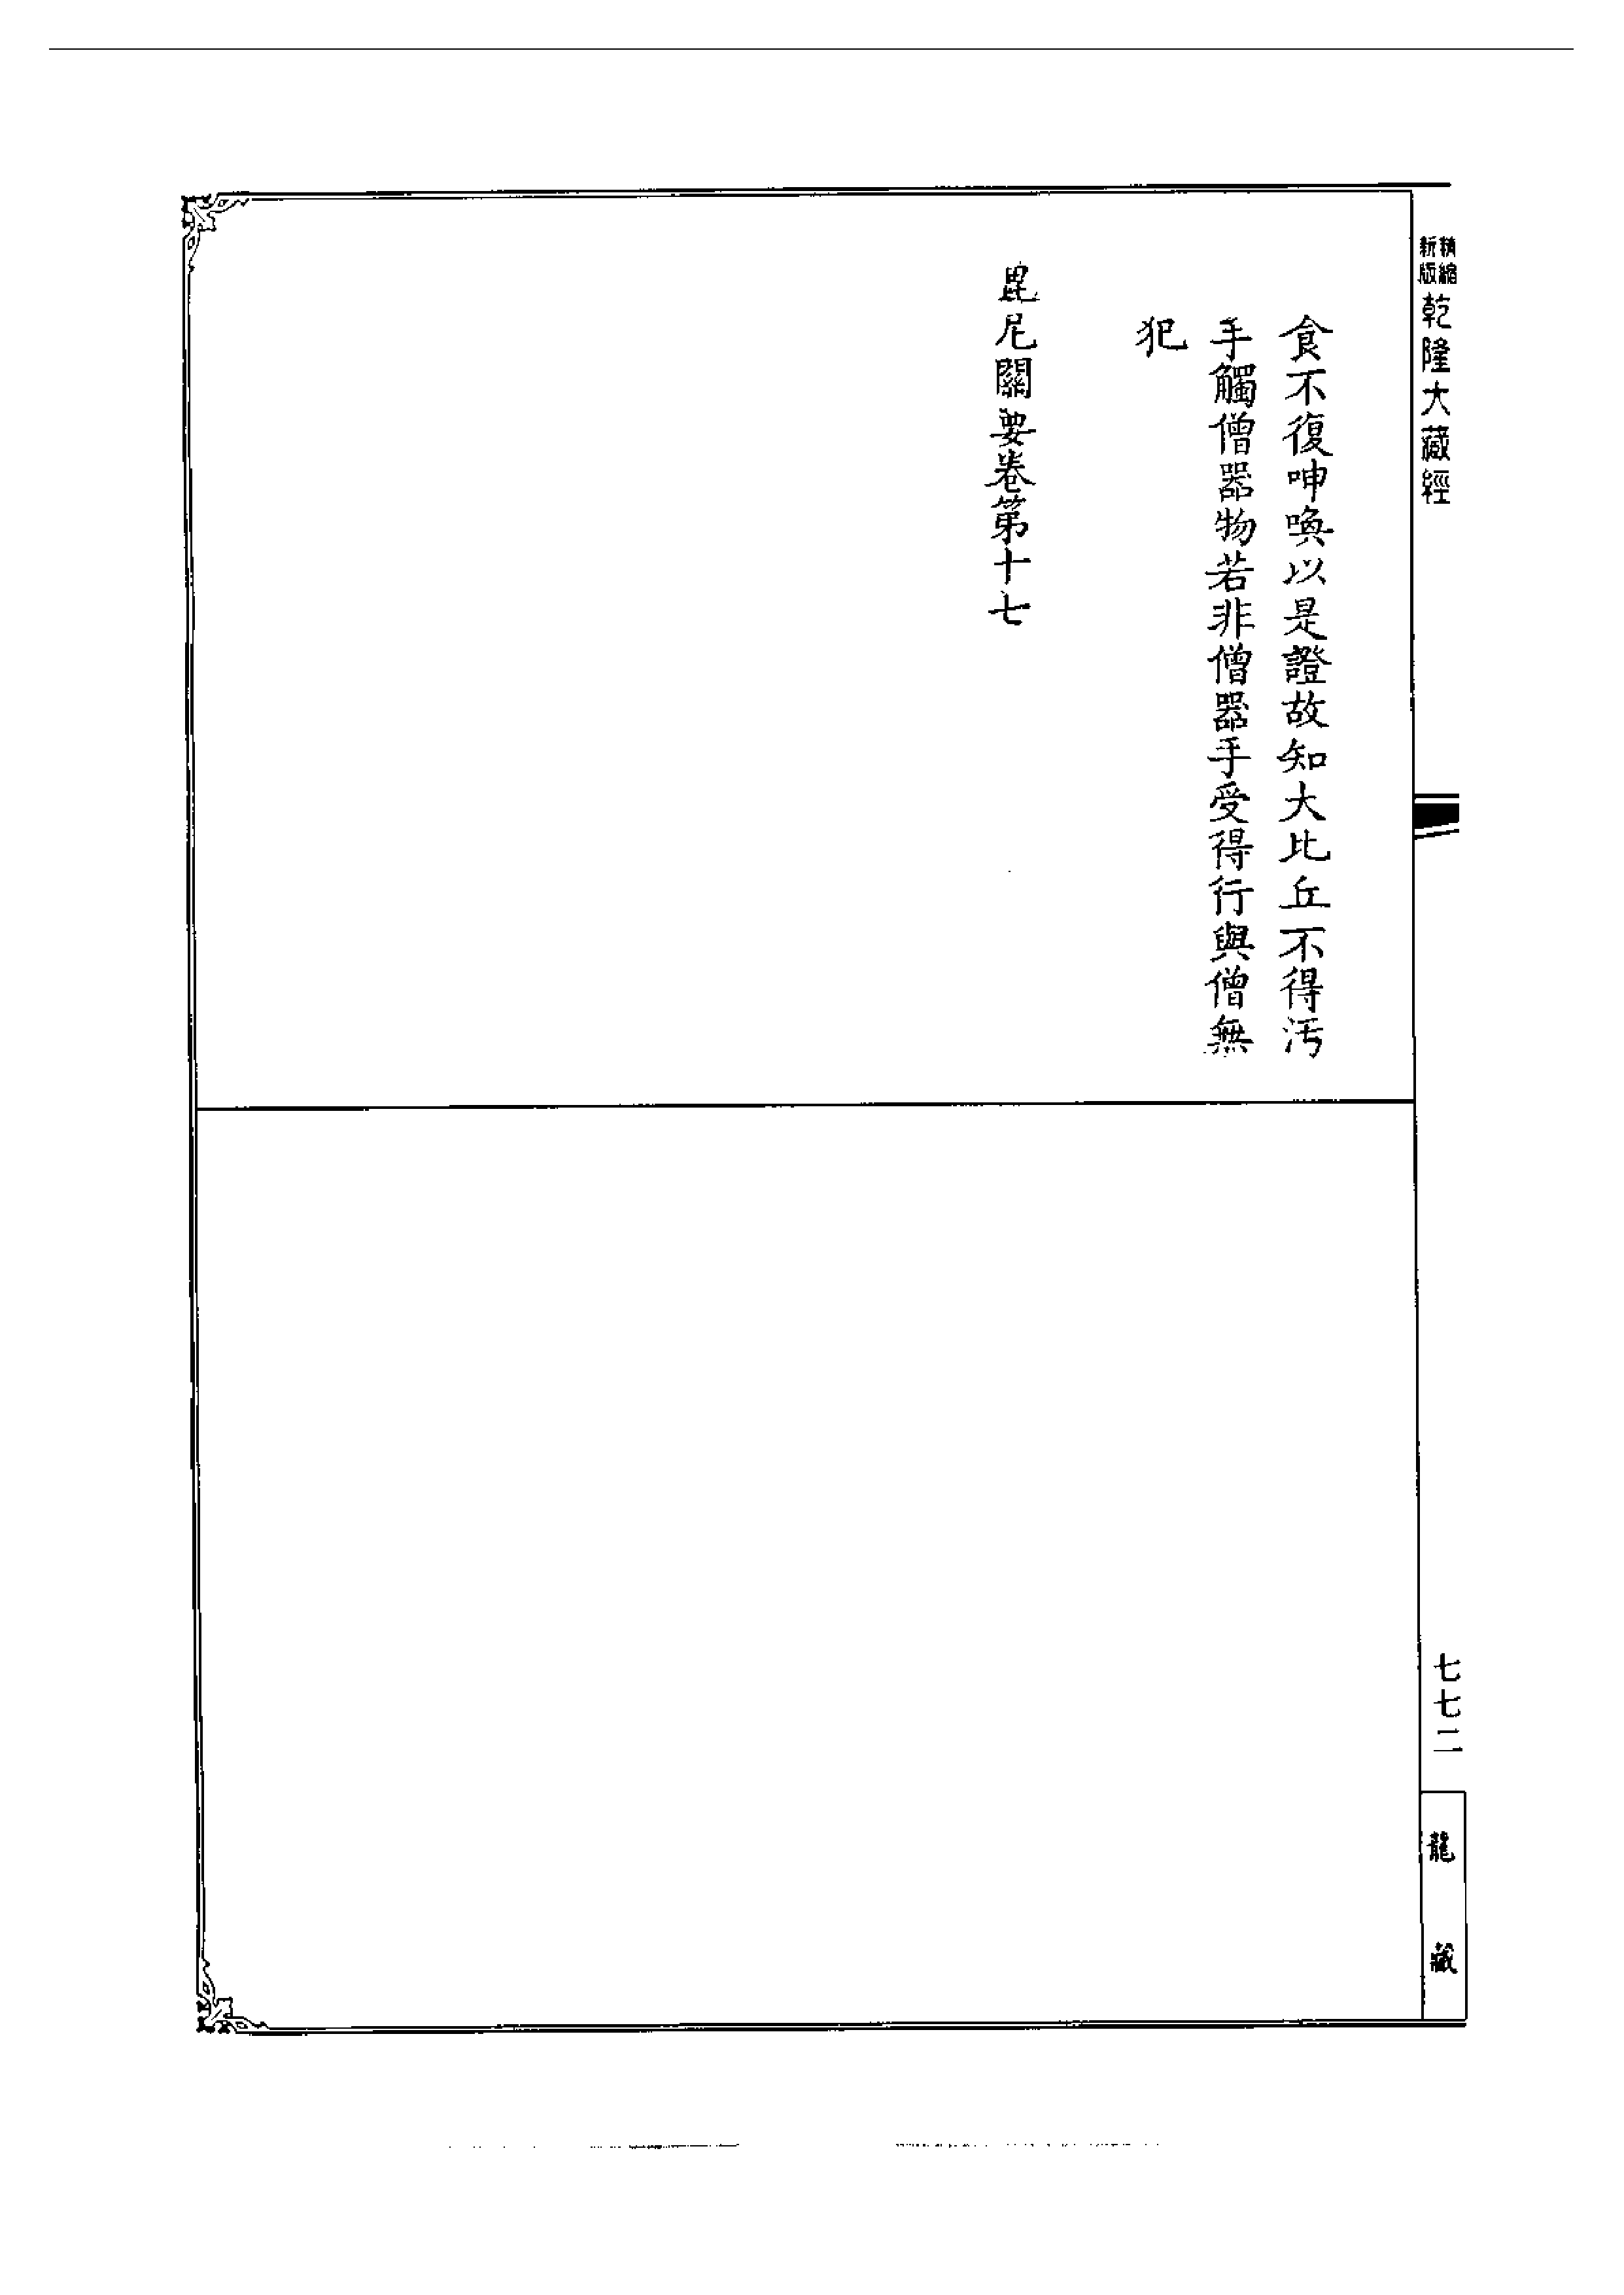 精縮新版乾隆大藏經
食不復呻喚以是證故知大比丘不得汚
手觸僧器物若非僧器手受得行與僧無
犯
毘尼關要卷第十七
七七二
龍藏